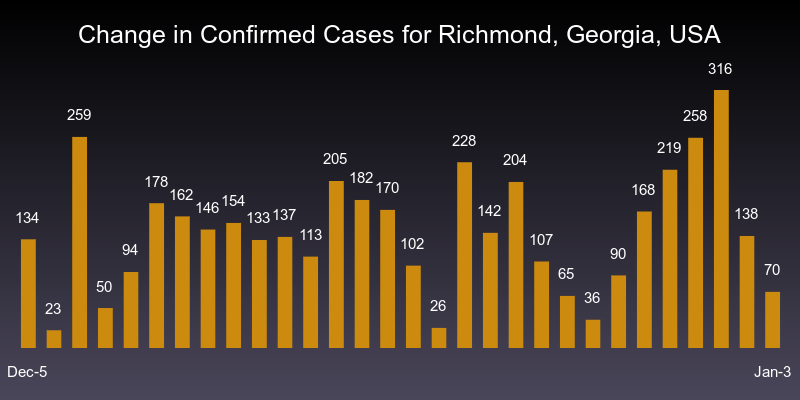 Change in Confirmed Cases for Richmond, Georgia, USA
134 23 259 50 94 178 162 146 154 133 137 113 205 182 170 102 26 228 142 204 107 65 36 90 168 219 258 316 138 70
Dec-5 Jan-3